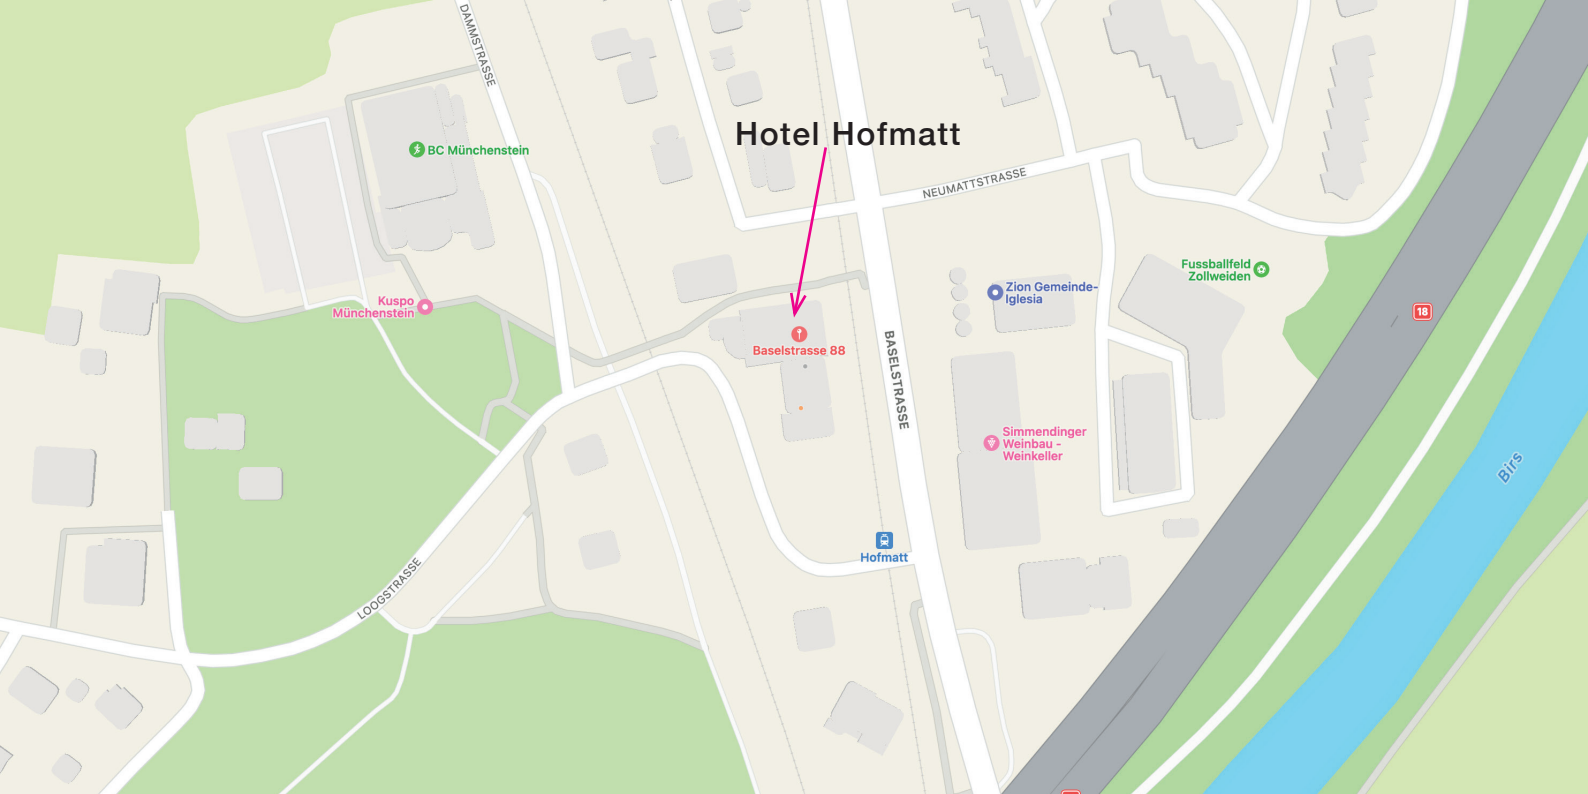 DAMMSTRASSE
Hotel Hofmatt
BC Münchenstein
NEUMATTSTRASSE
Fussballfeld
Zollweiden
Zion Gemeinde-
Iglesia
Kuspo
Münchenstein
18
Baselstrasse 88
BASELSTRASSE
Simmendinger
Weinbau -
Weinkeller
Birs
Hofmatt
LOOGSTRASSE